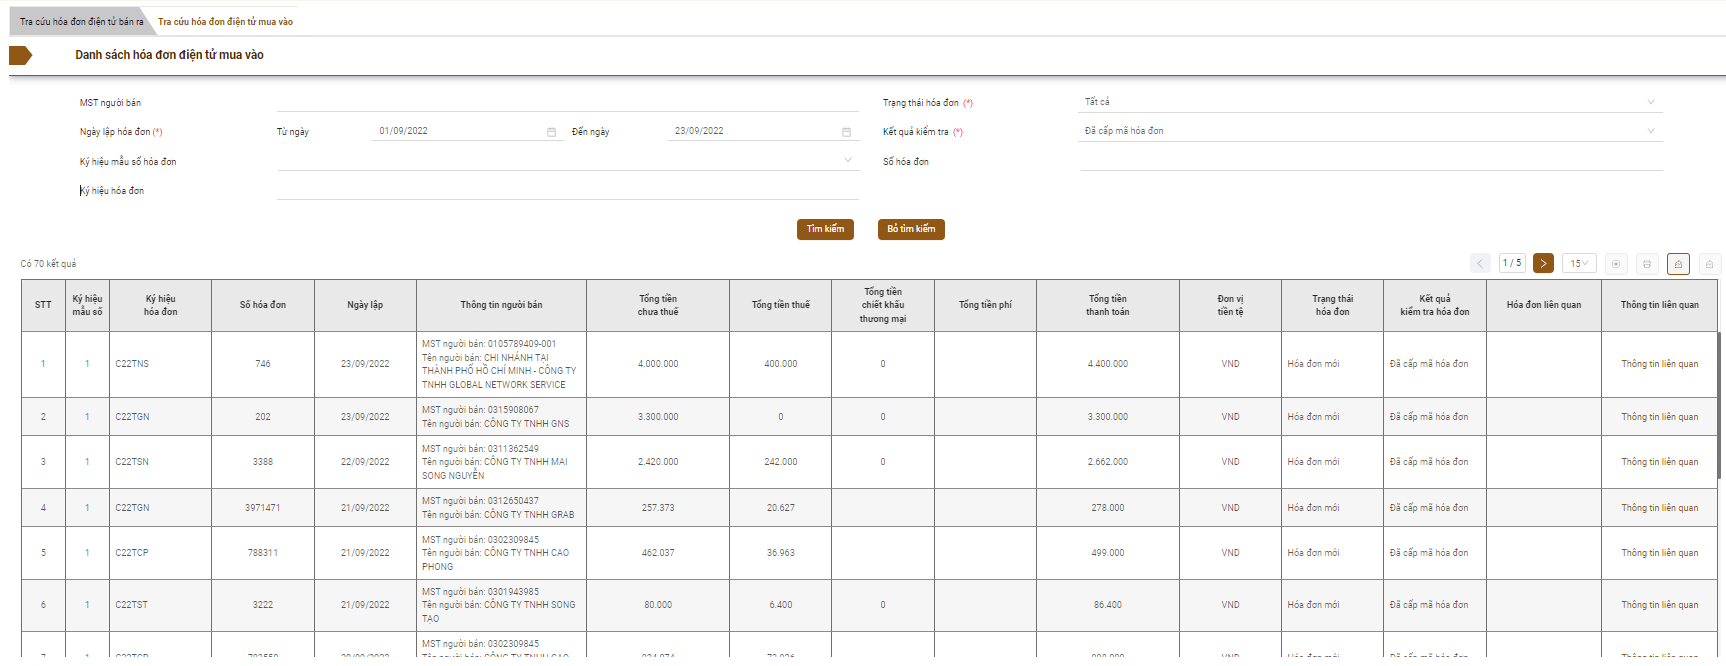 Tra cứu hóa đơn điện tử bán ra Tra cứu hóa đơn điện tử mua vào
Danh sách hóa đơn điện tử mua vào
MST người bán Trạng thái hóa đơn (*) Tất cả
Ngày lập hóa đơn (*) Từ ngày 01/09/2022 Đến ngày 23/09/2022 Kết quả kiểm tra (*) Đã cấp mã hóa đơn
Ký hiệu mẫu số hóa đơn Số hóa đơn
Ký hiệu hóa đơn
Tìm kiếm Bỏ tìm kiếm
Có 70 kết quả 1 / 5 15
STT Ký hiệu mẫu số Ký hiệu hóa đơn Số hóa đơn Ngày lập Thông tin người bán Tổng tiền chưa thuế Tổng tiền thuế Tổng tiền chiết khấu thương mại Tổng tiền phí Tổng tiền thanh toán Đơn vị tiền tệ Trạng thái hóa đơn Kết quả kiểm tra hóa đơn Hóa đơn liên quan Thông tin liên quan
MST người bán: 0105789409-001
Tên người bán: CHI NHÁNH TẠI
1 1 C22TNS 746 23/09/2022 THÀNH PHỐ HỒ CHÍ MINH - CÔNG TY 4.000.000 400.000 0 4.400.000 VND Hóa đơn mới Đã cấp mã hóa đơn Thông tin liên quan
TNHH GLOBAL NETWORK SERVICE
MST người bán: 0315908067
2 1 C22TGN 202 23/09/2022 Tên người bán: CÔNG TY TNHH GNS 3.300.000 0 0 3.300.000 VND Hóa đơn mới Đã cấp mã hóa đơn Thông tin liên quan
MST người bán: 0311362549
3 1 C22TSN 3388 22/09/2022 Tên người bán: CÔNG TY TNHH MAI 2.420.000 242.000 0 2.662.000 VND Hóa đơn mới Đã cấp mã hóa đơn Thông tin liên quan
SONG NGUYỄN
MST người bán: 0312650437
4 1 C22TGN 3971471 21/09/2022 Tên người bán: CÔNG TY TNHH GRAB 257.373 20.627 278.000 VND Hóa đơn mới Đã cấp mã hóa đơn Thông tin liên quan
MST người bán: 0302309845
5 1 C22TCP 788311 21/09/2022 Tên người bán: CÔNG TY TNHH CAO 462.037 36.963 499.000 VND Hóa đơn mới Đã cấp mã hóa đơn Thông tin liên quan
PHONG
MST người bán: 0301943985
6 1 C22TST 3222 21/09/2022 Tên người bán: CÔNG TY TNHH SONG 80.000 6.400 0 86.400 VND Hóa đơn mới Đã cấp mã hóa đơn Thông tin liên quan
TẠO
MST người bán: 0302309845